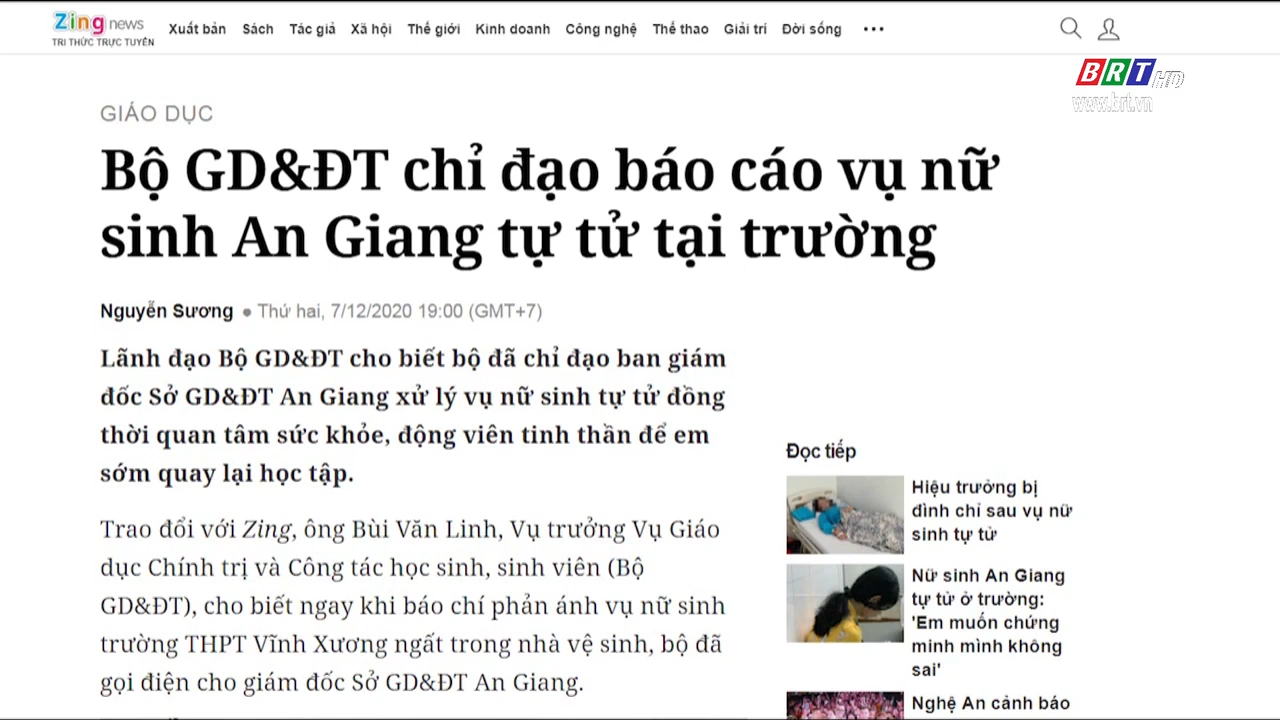 Zing news
TRI THỨC TRỰC TUYẾN
Xuất bản Sách Tác giả Xã hội Thế giới Kinh doanh Công nghệ Thể thao Giải trí Đời sống •••
BRT HD
www.brt.vn
GIÁO DỤC
Bộ GD&ĐT chỉ đạo báo cáo vụ nữ
sinh An Giang tự tử tại trường
Nguyễn Sương • Thứ hai, 7/12/2020 19:00 (GMT+7)
Lãnh đạo Bộ GD&ĐT cho biết bộ đã chỉ đạo ban giám
đốc Sở GD&ĐT An Giang xử lý vụ nữ sinh tự tử đồng
thời quan tâm sức khỏe, động viên tinh thần để em
sớm quay lại học tập.
Trao đổi với Zing, ông Bùi Văn Linh, Vụ trưởng Vụ Giáo
dục Chính trị và Công tác học sinh, sinh viên (Bộ
GD&ĐT), cho biết ngay khi báo chí phản ánh vụ nữ sinh
trường THPT Vĩnh Xương ngất trong nhà vệ sinh, bộ đã
gọi điện cho giám đốc Sở GD&ĐT An Giang.
Đọc tiếp
Hiệu trưởng bị
đình chỉ sau vụ nữ
sinh tự tử
Nữ sinh An Giang
tự tử ở trường:
'Em muốn chứng
minh mình không
sai'
Nghệ An cảnh báo